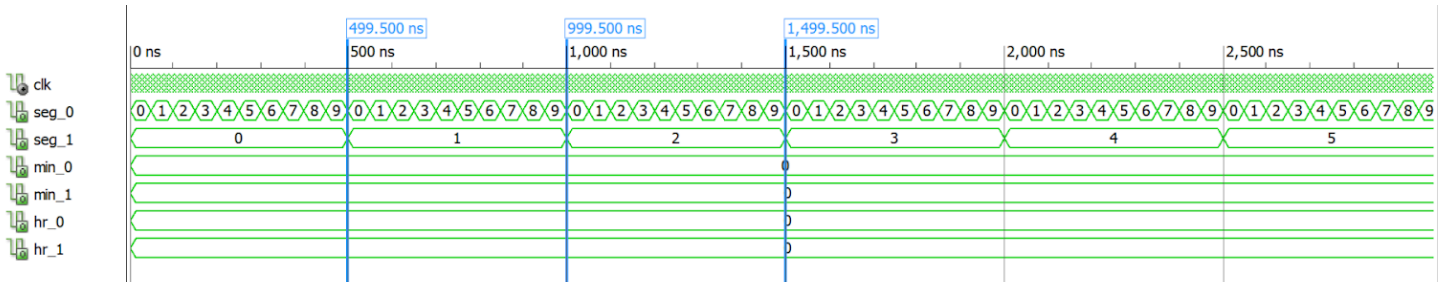 499.500 ns 999.500 ns 1,499.500 ns
0 ns 500 ns 1,000 ns 1,500 ns 2,000 ns 2,500 ns
clk
seg_0 0 1 2 3 4 5 6 7 8 9 0 1 2 3 4 5 6 7 8 9 0 1 2 3 4 5 6 7 8 9 0 1 2 3 4 5 6 7 8 9 0 1 2 3 4 5 6 7 8 9 0 1 2 3 4 5 6 7 8 9
seg_1 0 1 2 3 4 5
min_0 0
min_1 0
hr_0 0
hr_1 0